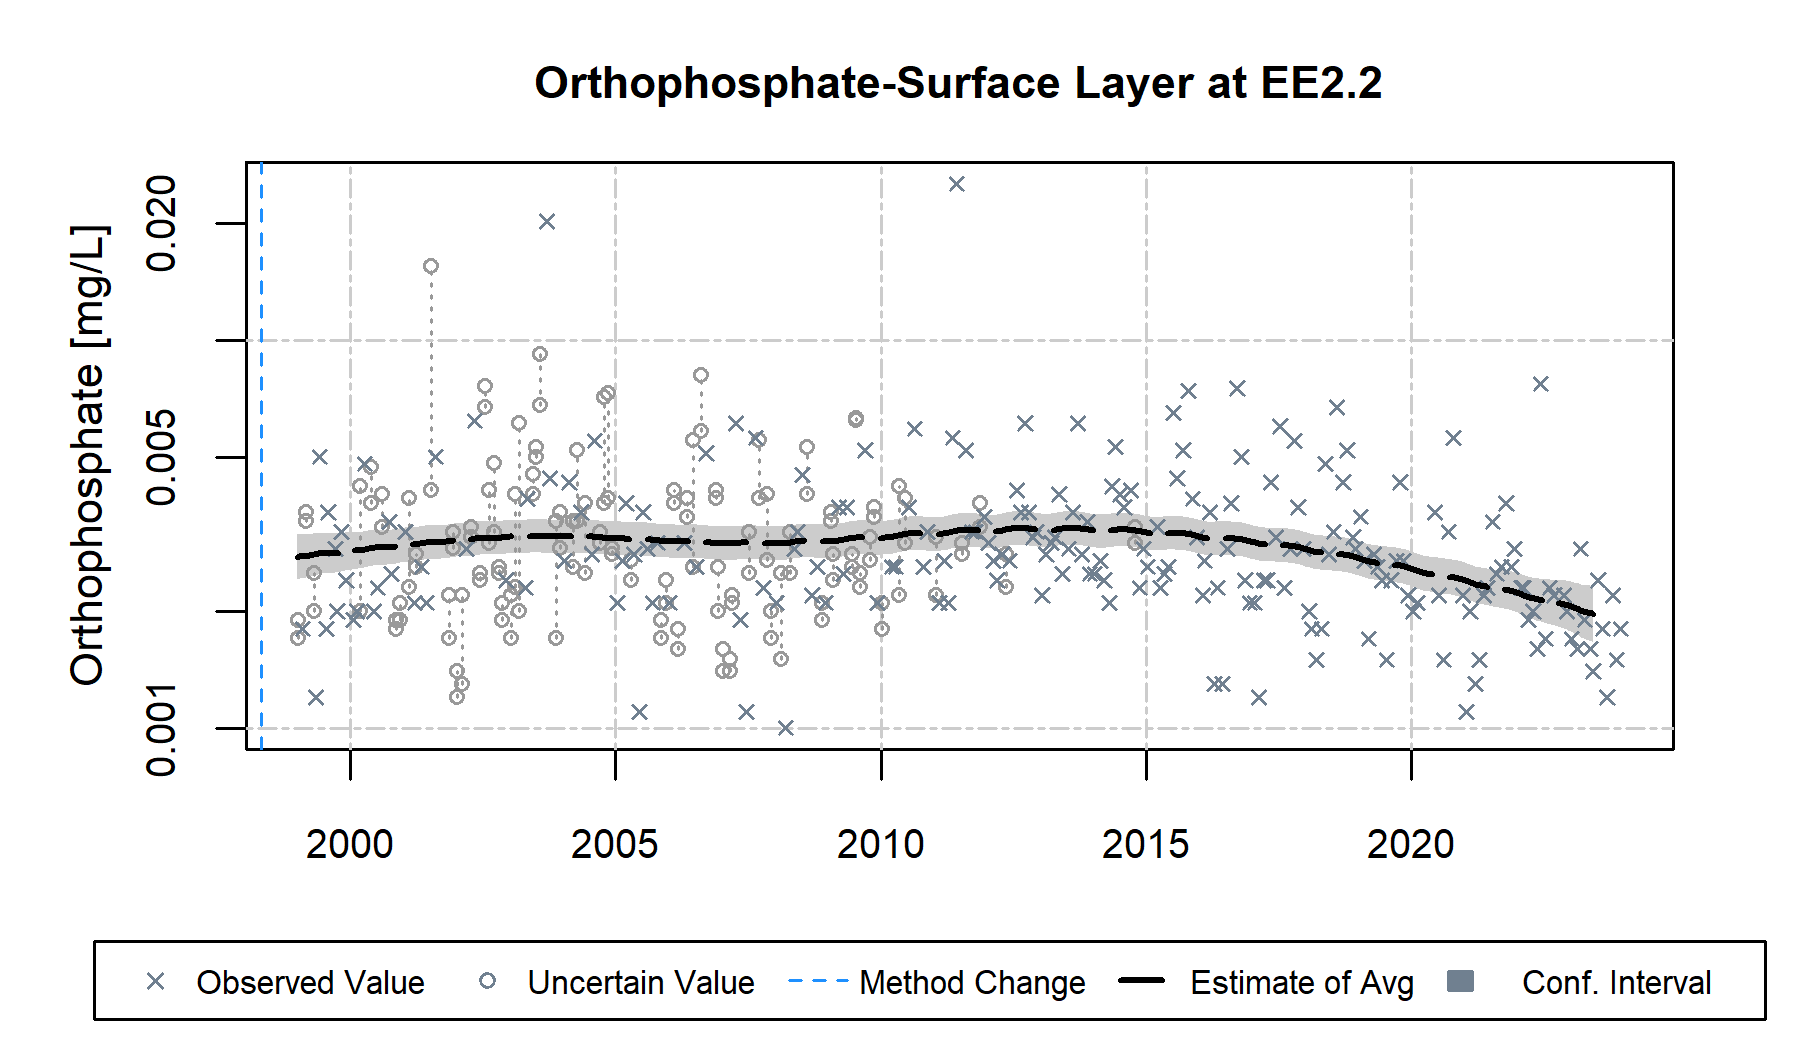 Orthophosphate-Surface Layer at EE2.2
Orthophosphate [mg/L]
0.020
0.005
0.001
2000 2005 2010 2015 2020
Observed Value Uncertain Value Method Change Estimate of Avg Conf. Interval